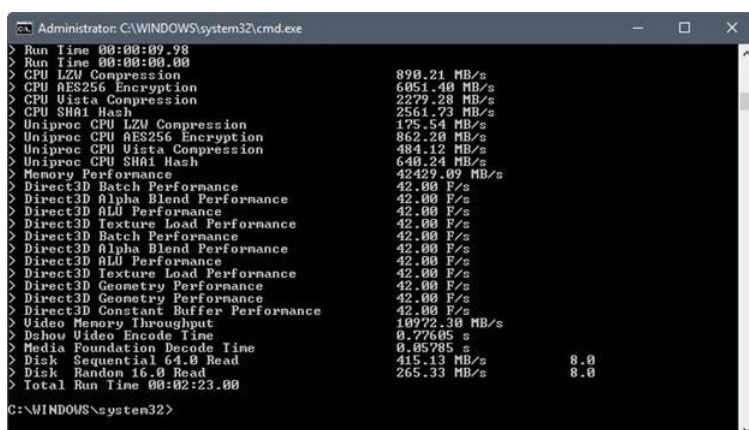 Administrator: C:\WINDOWS\system32\cmd.exe
> Run Time 00:00:09.98
> Run Time 00:00:00.00
> CPU LZW Compression 890.21 MB/s
> CPU AES256 Encryption 6051.40 MB/s
> CPU Vista Compression 2279.28 MB/s
> CPU SHA1 Hash 2561.73 MB/s
> Uniproc CPU LZW Compression 175.54 MB/s
> Uniproc CPU AES256 Encryption 862.20 MB/s
> Uniproc CPU Vista Compression 484.12 MB/s
> Uniproc CPU SHA1 Hash 640.24 MB/s
> Memory Performance 42429.09 MB/s
> Direct3D Batch Performance 42.00 F/s
> Direct3D Alpha Blend Performance 42.00 F/s
> Direct3D ALU Performance 42.00 F/s
> Direct3D Texture Load Performance 42.00 F/s
> Direct3D Batch Performance 42.00 F/s
> Direct3D Alpha Blend Performance 42.00 F/s
> Direct3D ALU Performance 42.00 F/s
> Direct3D Texture Load Performance 42.00 F/s
> Direct3D Geometry Performance 42.00 F/s
> Direct3D Geometry Performance 42.00 F/s
> Direct3D Constant Buffer Performance 42.00 F/s
> Video Memory Throughput 10972.30 MB/s
> Dshow Video Encode Time 0.77605 s
> Media Foundation Decode Time 0.05785 s
> Disk Sequential 64.0 Read 415.13 MB/s 8.0
> Disk Random 16.0 Read 265.33 MB/s 8.0
> Total Run Time 00:02:23.00
C:\WINDOWS\system32>